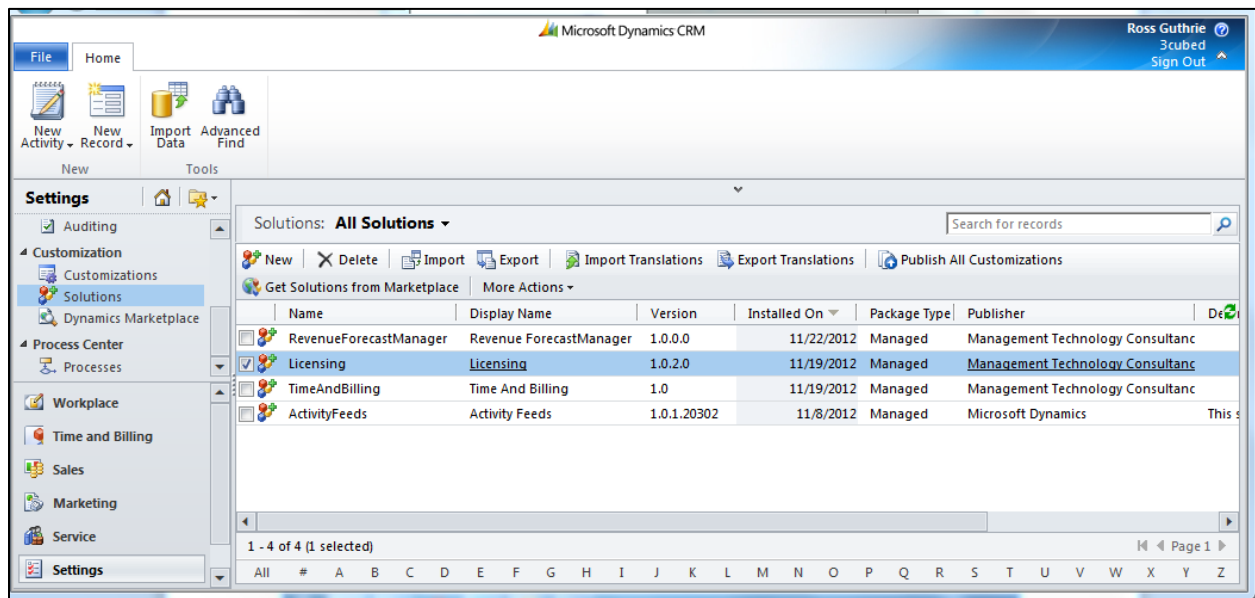 Microsoft Dynamics CRM
Ross Guthrie
3cubed
Sign Out
File Home
New Activity
New Record
Import Data
Advanced Find
New
Tools
Settings
Auditing
Customization
Customizations
Solutions
Dynamics Marketplace
Process Center
Processes
Workplace
Time and Billing
Sales
Marketing
Service
Settings
Solutions: All Solutions
Search for records
New Delete Import Export Import Translations Export Translations Publish All Customizations
Get Solutions from Marketplace More Actions
Name Display Name Version Installed On Package Type Publisher
RevenueForecastManager Revenue ForecastManager 1.0.0.0 11/22/2012 Managed Management Technology Consultanc
Licensing Licensing 1.0.2.0 11/19/2012 Managed Management Technology Consultanc
TimeAndBilling Time And Billing 1.0 11/19/2012 Managed Management Technology Consultanc
ActivityFeeds Activity Feeds 1.0.1.20302 11/8/2012 Managed Microsoft Dynamics This s
1 - 4 of 4 (1 selected)
Page 1
All # A B C D E F G H I J K L M N O P Q R S T U V W X Y Z